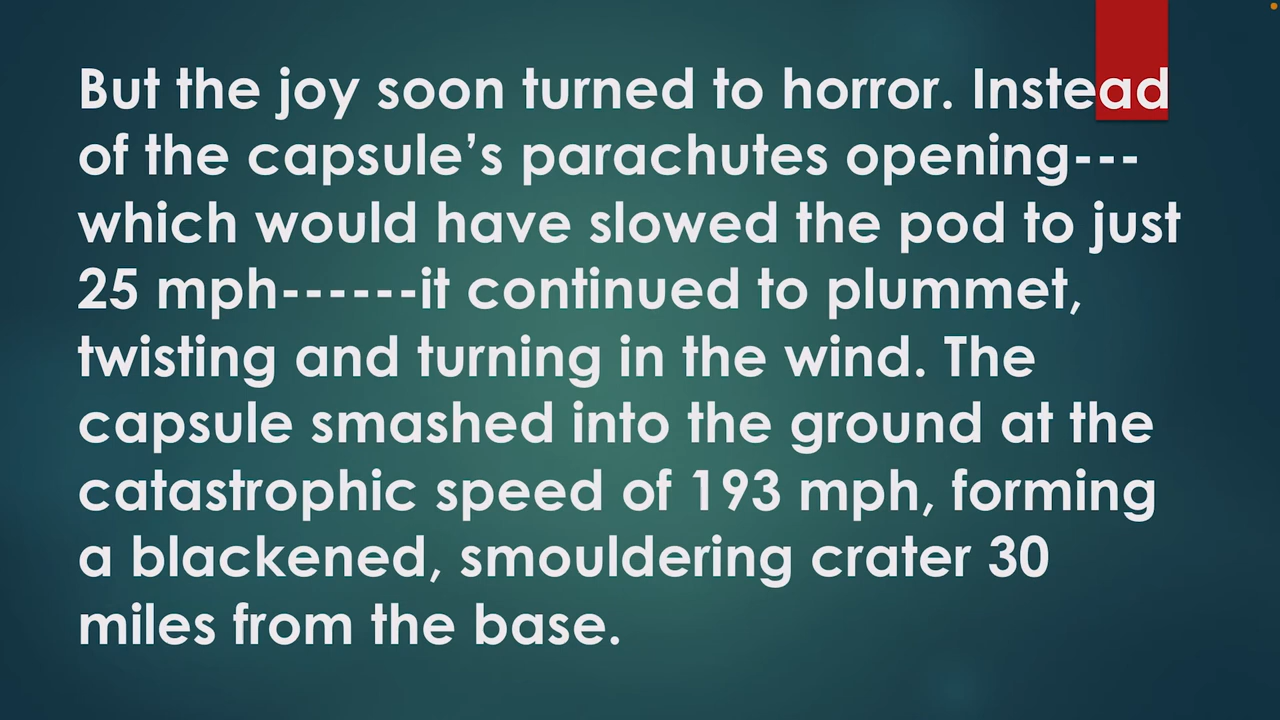 But the joy soon turned to horror. Instead
of the capsule’s parachutes opening---
which would have slowed the pod to just
25 mph------it continued to plummet,
twisting and turning in the wind. The
capsule smashed into the ground at the
catastrophic speed of 193 mph, forming
a blackened, smouldering crater 30
miles from the base.